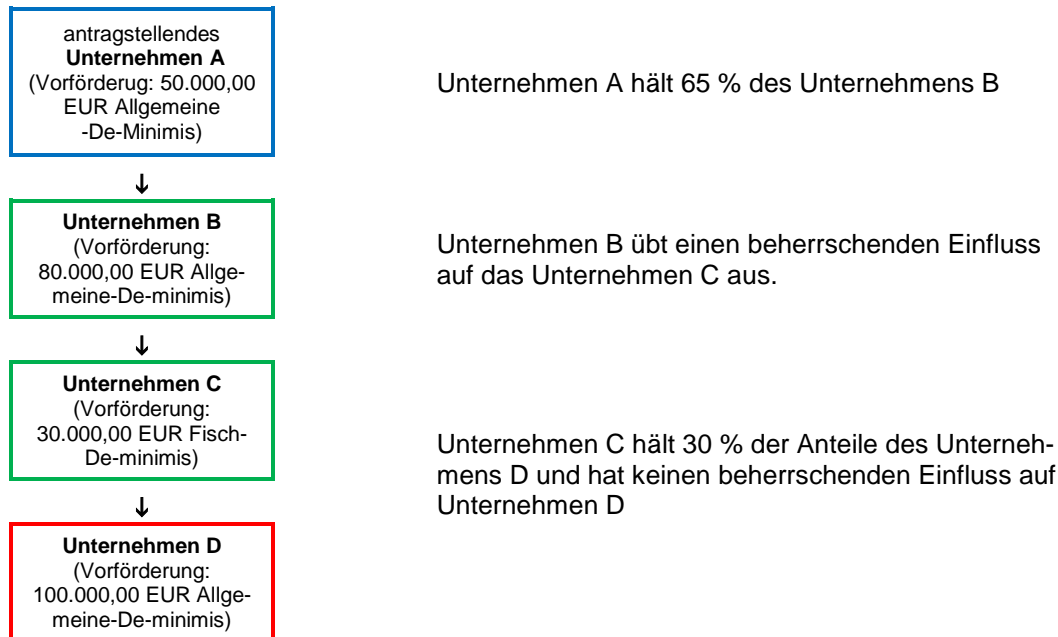 antragstellendes
Unternehmen A
(Vorförderug: 50.000,00
EUR Allgemeine
-De-Minimis)
Unternehmen A hält 65 % des Unternehmens B
Unternehmen B
(Vorförderung:
80.000,00 EUR Allge-
meine-De-minimis)
Unternehmen B übt einen beherrschenden Einfluss
auf das Unternehmen C aus.
Unternehmen C
(Vorförderung:
30.000,00 EUR Fisch-
De-minimis)
Unternehmen C hält 30 % der Anteile des Unterneh-
mens D und hat keinen beherrschenden Einfluss auf
Unternehmen D
Unternehmen D
(Vorförderung:
100.000,00 EUR Allge-
meine-De-minimis)